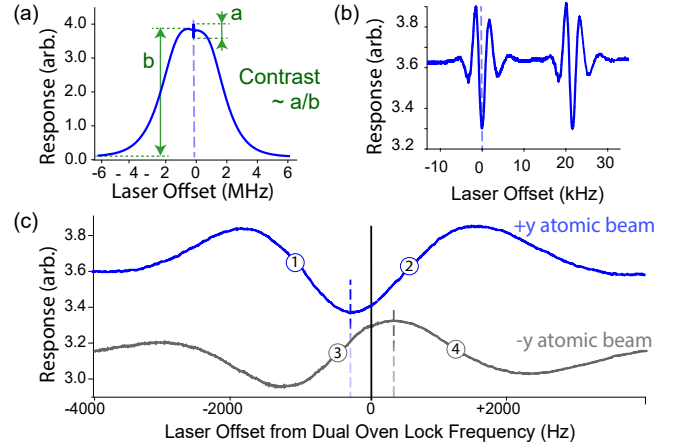 (a)
Response (arb.)
4.0
3.0
2.0
1.0
0.0
a
b
Contrast
~ a/b
-6 - 4 - 2 0 2 4 6
Laser Offset (MHz)
(b)
Response (arb.)
3.8
3.6
3.4
3.2
-10 0 10 20 30
Laser Offset (kHz)
(c)
Response (arb.)
3.8
3.6
3.4
3.2
3.0
+y atomic beam
1
2
3
4
-y atomic beam
-4000 -2000 0 +2000
Laser Offset from Dual Oven Lock Frequency (Hz)